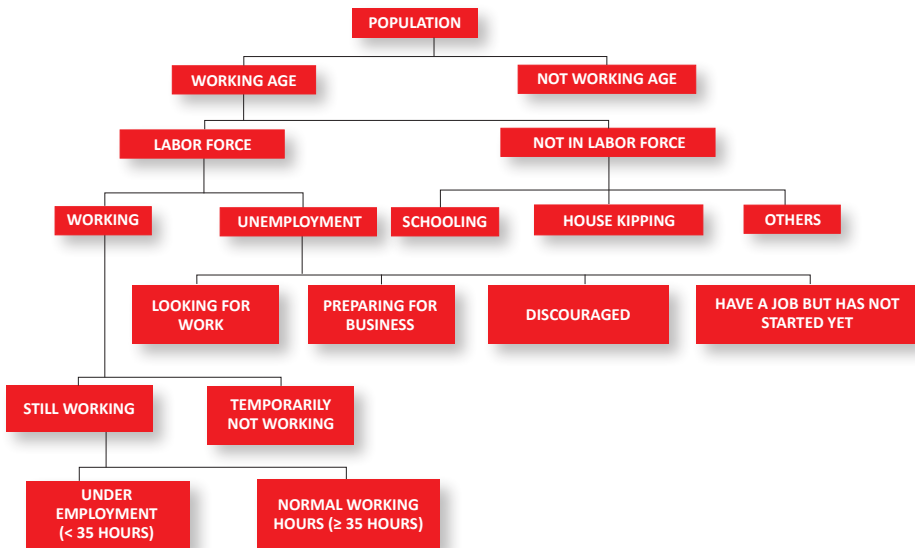 POPULATION
WORKING AGE
NOT WORKING AGE
LABOR FORCE
NOT IN LABOR FORCE
WORKING
UNEMPLOYMENT
SCHOOLING
HOUSE KIPPING
OTHERS
LOOKING FOR
WORK
PREPARING FOR
BUSINESS
DISCOURAGED
HAVE A JOB BUT HAS NOT
STARTED YET
STILL WORKING
TEMPORARILY
NOT WORKING
UNDER
EMPLOYMENT
(< 35 HOURS)
NORMAL WORKING
HOURS (≥ 35 HOURS)